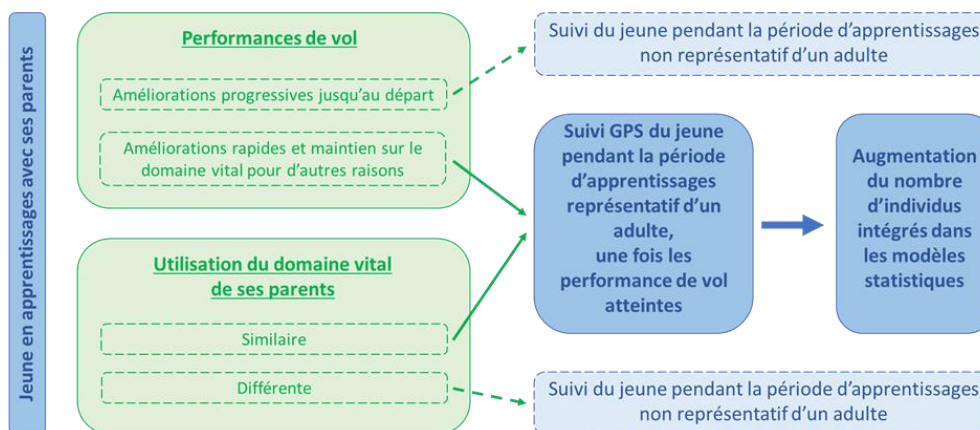 Jeune en apprentissages avec ses parents
Performances de vol
Améliorations progressives jusqu'au départ
Améliorations rapides et maintien sur le
domaine vital pour d'autres raisons
Utilisation du domaine vital
de ses parents
Similaire
Différente
Suivi du jeune pendant la période d'apprentissages
non représentatif d'un adulte
Suivi GPS du jeune
pendant la période
d'apprentissages
représentatif d'un
adulte,
une fois les
performance de vol
atteintes
Augmentation
du nombre
d'individus
intégrés dans
les modèles
statistiques
Suivi du jeune pendant la période d'apprentissages
non représentatif d'un adulte